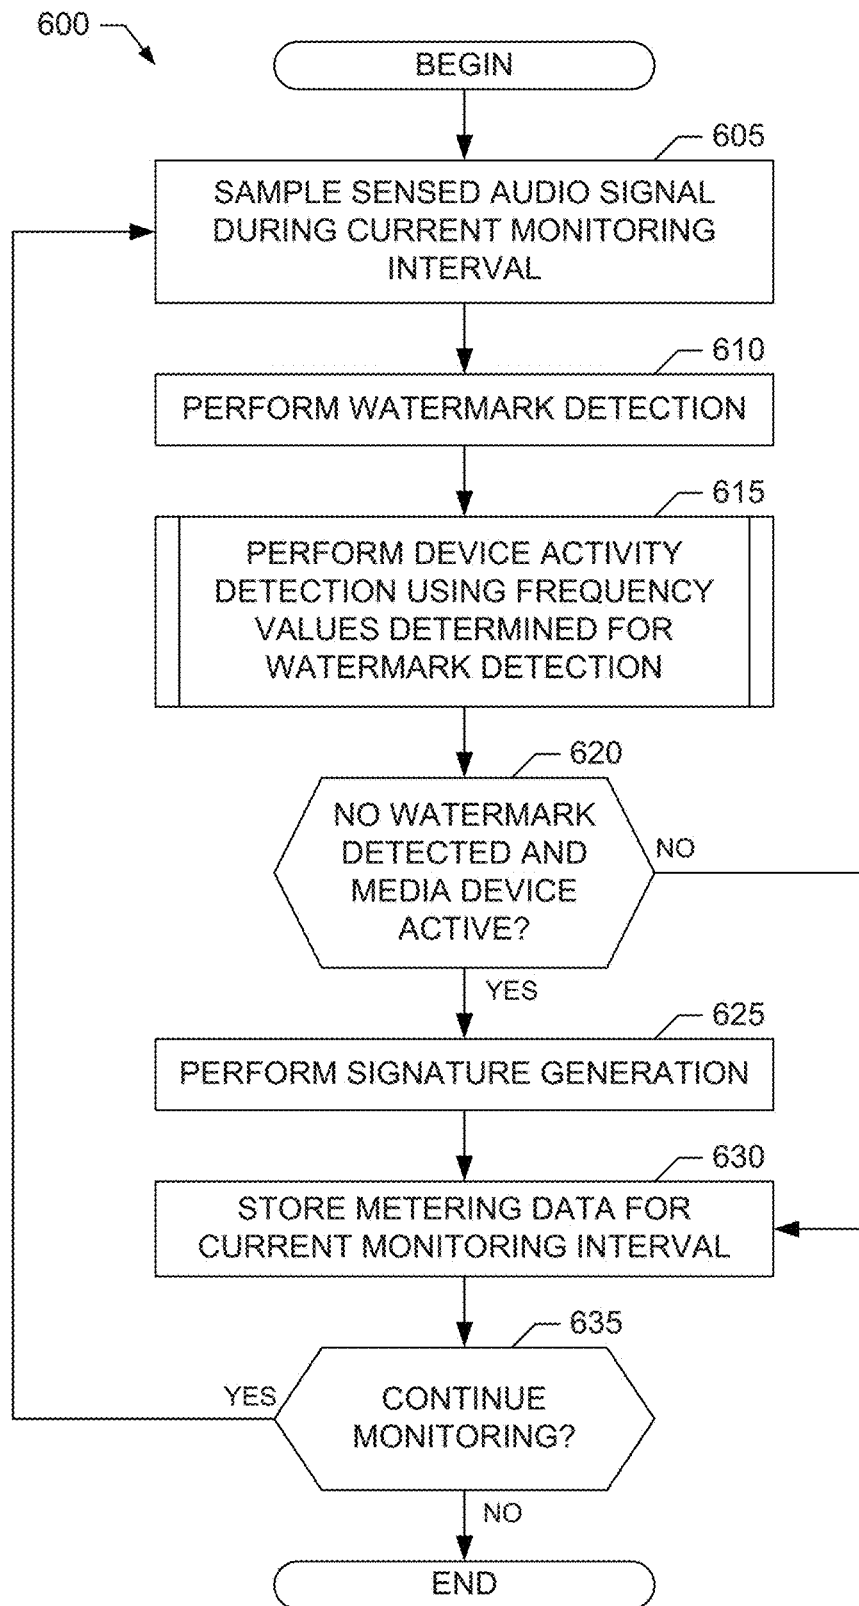 600
BEGIN
605
SAMPLE SENSED AUDIO SIGNAL
DURING CURRENT MONITORING
INTERVAL
610
PERFORM WATERMARK DETECTION
615
PERFORM DEVICE ACTIVITY
DETECTION USING FREQUENCY
VALUES DETERMINED FOR
WATERMARK DETECTION
620
NO WATERMARK
DETECTED AND
MEDIA DEVICE
ACTIVE?
NO
YES
625
PERFORM SIGNATURE GENERATION
630
STORE METERING DATA FOR
CURRENT MONITORING INTERVAL
635
YES
CONTINUE
MONITORING?
NO
END